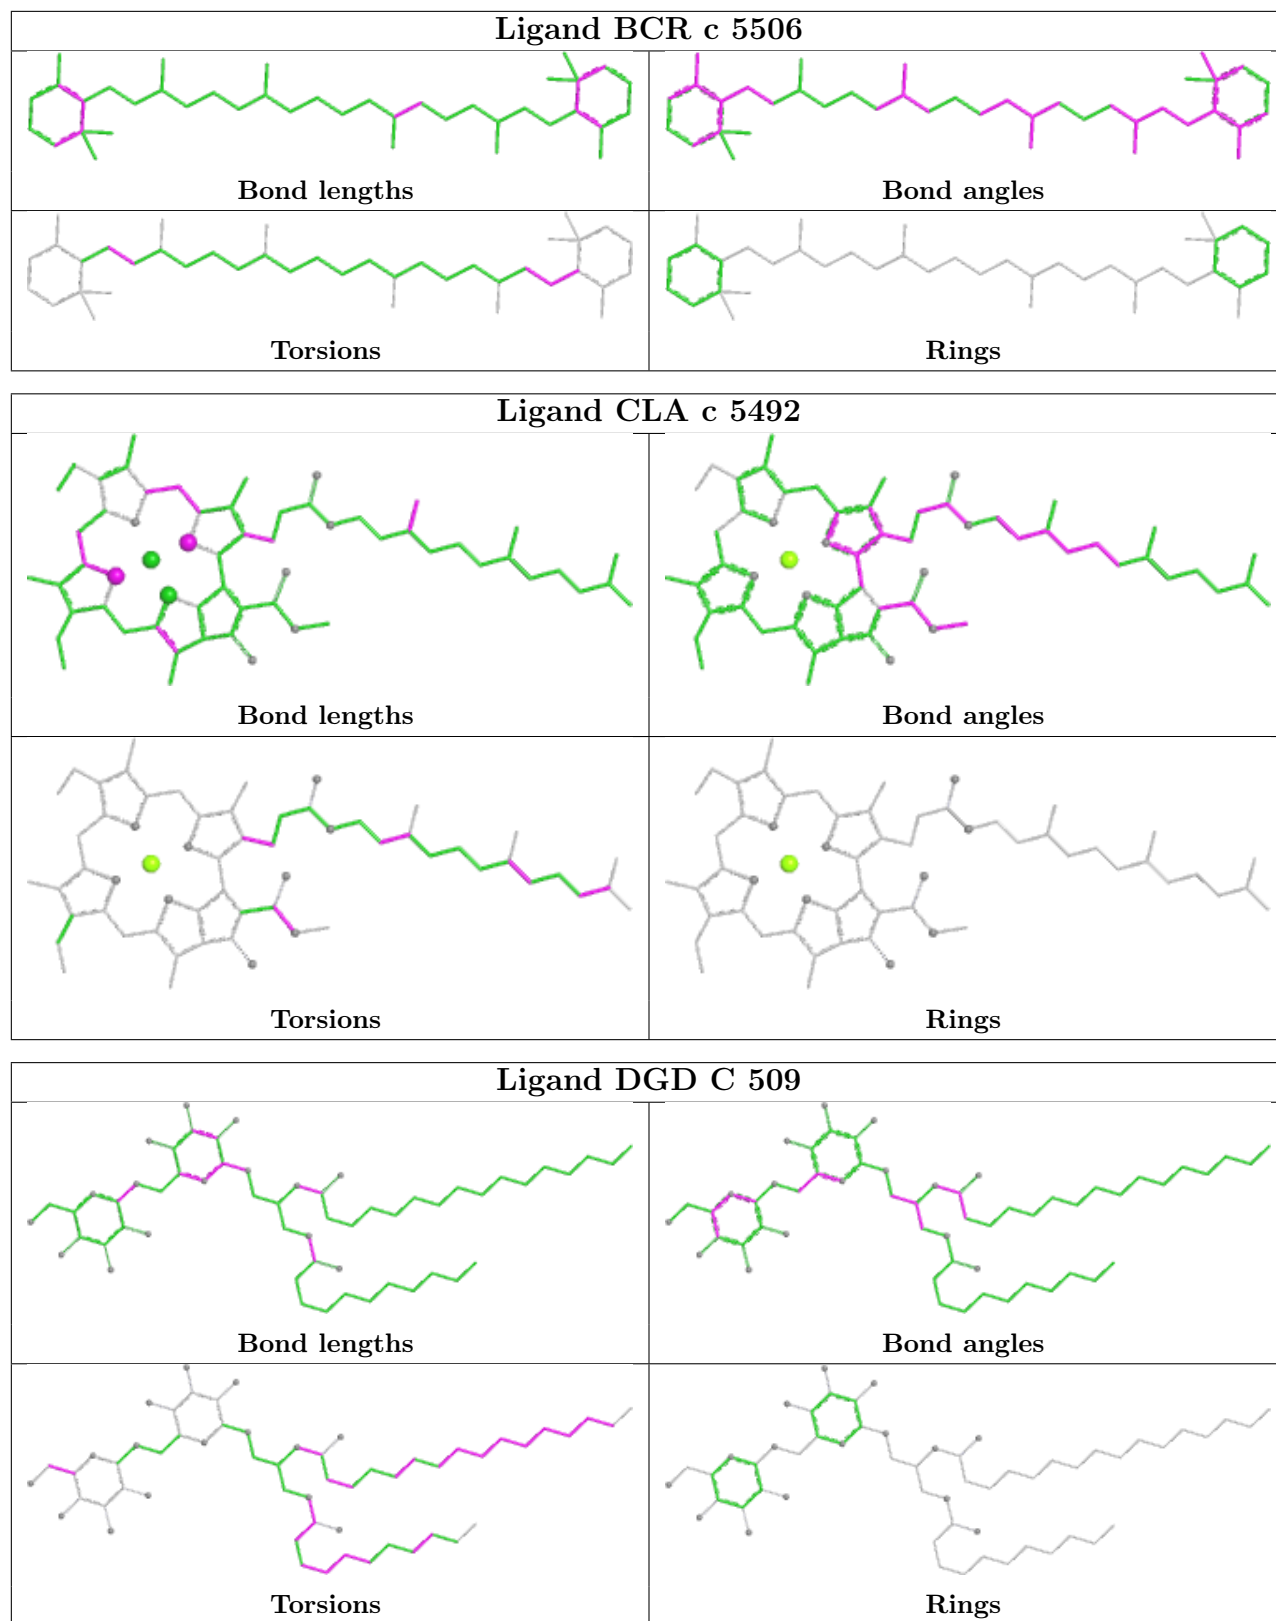 Ligand BCR c 5506
Bond lengths
Bond angles
Torsions
Rings
Ligand CLA c 5492
Bond lengths
Bond angles
Torsions
Rings
Ligand DGD C 509
Bond lengths
Bond angles
Torsions
Rings